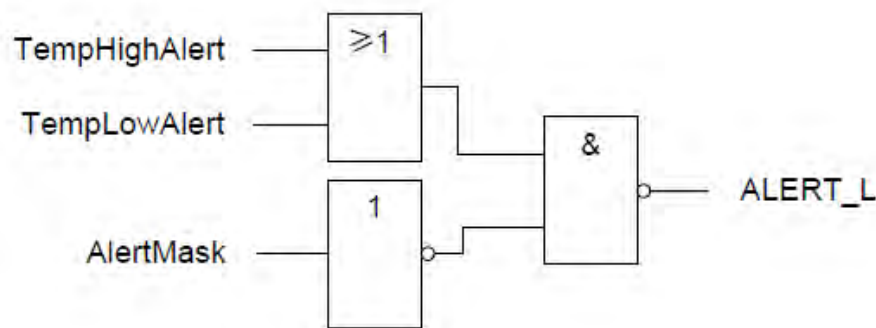 TempHighAlert
≥1
TempLowAlert
&
ALERT_L
1
AlertMask